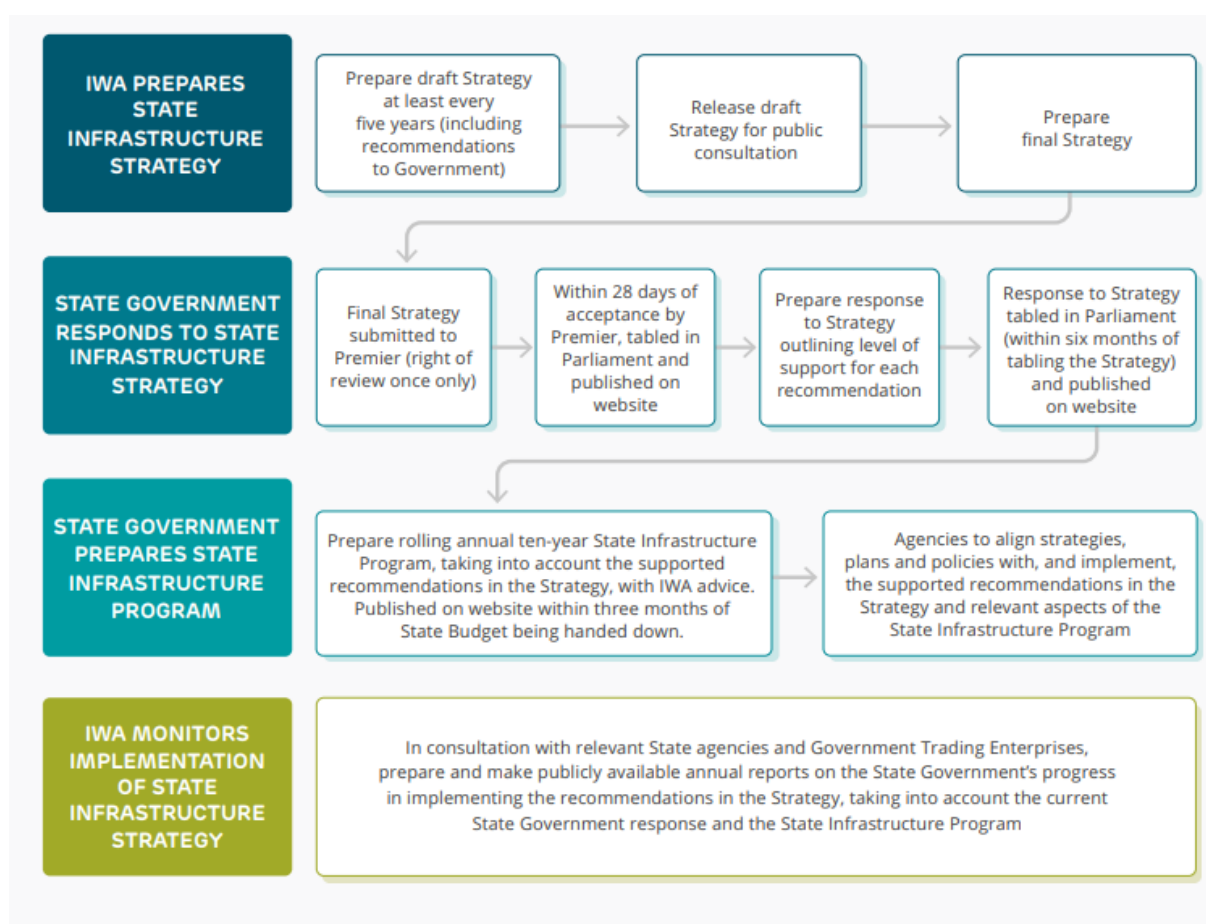 IWA PREPARES
STATE
INFRASTRUCTURE
STRATEGY
Prepare draft Strategy
at least every
five years (including
recommendations
to Government)
Release draft
Strategy for public
consultation
Prepare
final Strategy
STATE GOVERNMENT
RESPONDS TO STATE
INFRASTRUCTURE
STRATEGY
Final Strategy
submitted to
Premier (right of
review once only)
Within 28 days of
acceptance by
Premier, tabled in
Parliament and
published on
website
Prepare response
to Strategy
outlining level of
support for each
recommendation
Response to Strategy
tabled in Parliament
(within six months of
tabling the Strategy)
and published
on website
STATE GOVERNMENT
PREPARES STATE
INFRASTRUCTURE
PROGRAM
Prepare rolling annual ten-year State Infrastructure
Program, taking into account the supported
recommendations in the Strategy, with IWA advice.
Published on website within three months of
State Budget being handed down.
Agencies to align strategies,
plans and policies with, and implement,
the supported recommendations in the
Strategy and relevant aspects of the
State Infrastructure Program
IWA MONITORS
IMPLEMENTATION
OF STATE
INFRASTRUCTURE
STRATEGY
In consultation with relevant State agencies and Government Trading Enterprises,
prepare and make publicly available annual reports on the State Government's progress
in implementing the recommendations in the Strategy, taking into account the current
State Government response and the State Infrastructure Program